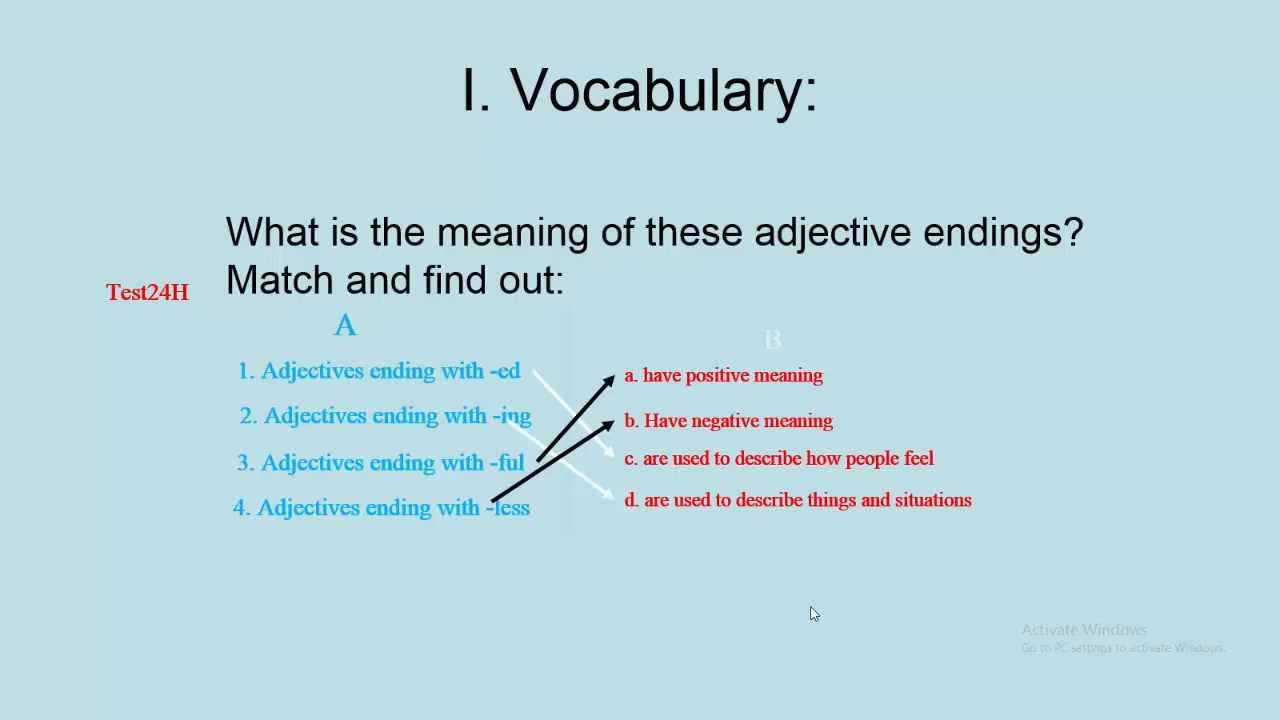 I. Vocabulary:
What is the meaning of these adjective endings?
Match and find out:
Test24H
A
B
1. Adjectives ending with -ed
2. Adjectives ending with -ing
3. Adjectives ending with -ful
4. Adjectives ending with -less
a. have positive meaning
b. Have negative meaning
c. are used to describe how people feel
d. are used to describe things and situations
Activate Windows
Go to PC settings to activate Windows.